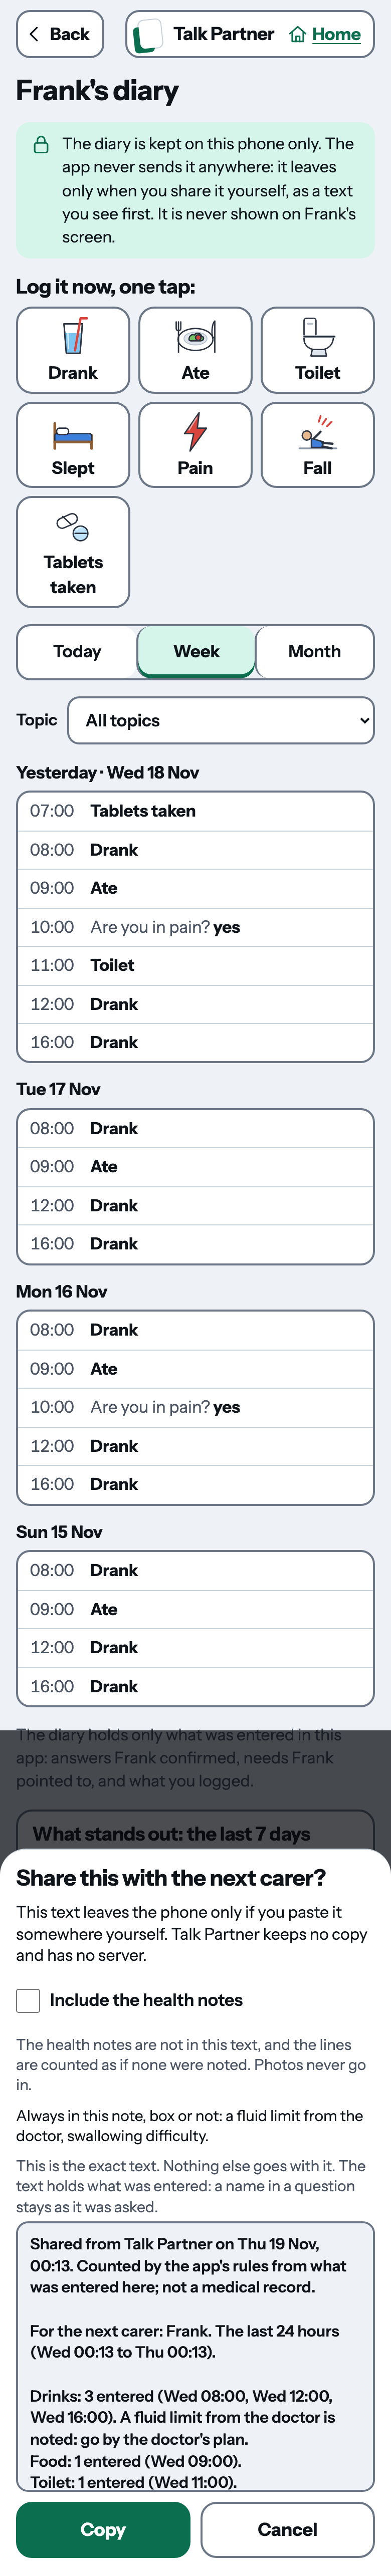 Back
Talk Partner
Home
Frank's diary
The diary is kept on this phone only. The
app never sends it anywhere: it leaves
only when you share it yourself, as a text
you see first. It is never shown on Frank's
screen.
Log it now, one tap:
Drank
Ate
Toilet
Slept
Pain
Fall
Tablets
taken
Today
Week
Month
Topic
All topics
Yesterday · Wed 18 Nov
07:00 Tablets taken
08:00 Drank
09:00 Ate
10:00 Are you in pain? yes
11:00 Toilet
12:00 Drank
16:00 Drank
Tue 17 Nov
08:00 Drank
09:00 Ate
12:00 Drank
16:00 Drank
Mon 16 Nov
08:00 Drank
09:00 Ate
10:00 Are you in pain? yes
12:00 Drank
16:00 Drank
Sun 15 Nov
08:00 Drank
09:00 Ate
12:00 Drank
16:00 Drank
The diary holds only what was entered in this
app: answers Frank confirmed, needs Frank
pointed to, and what you logged.
What stands out: the last 7 days
Share this with the next carer?
This text leaves the phone only if you paste it
somewhere yourself. Talk Partner keeps no copy
and has no server.
Include the health notes
The health notes are not in this text, and the lines
are counted as if none were noted. Photos never go
in.
Always in this note, box or not: a fluid limit from the
doctor, swallowing difficulty.
This is the exact text. Nothing else goes with it. The
text holds what was entered: a name in a question
stays as it was asked.
Shared from Talk Partner on Thu 19 Nov,
00:13. Counted by the app's rules from what
was entered here; not a medical record.
For the next carer: Frank. The last 24 hours
(Wed 00:13 to Thu 00:13).
Drinks: 3 entered (Wed 08:00, Wed 12:00,
Wed 16:00). A fluid limit from the doctor is
noted: go by the doctor's plan.
Food: 1 entered (Wed 09:00).
Toilet: 1 entered (Wed 11:00).
Copy
Cancel